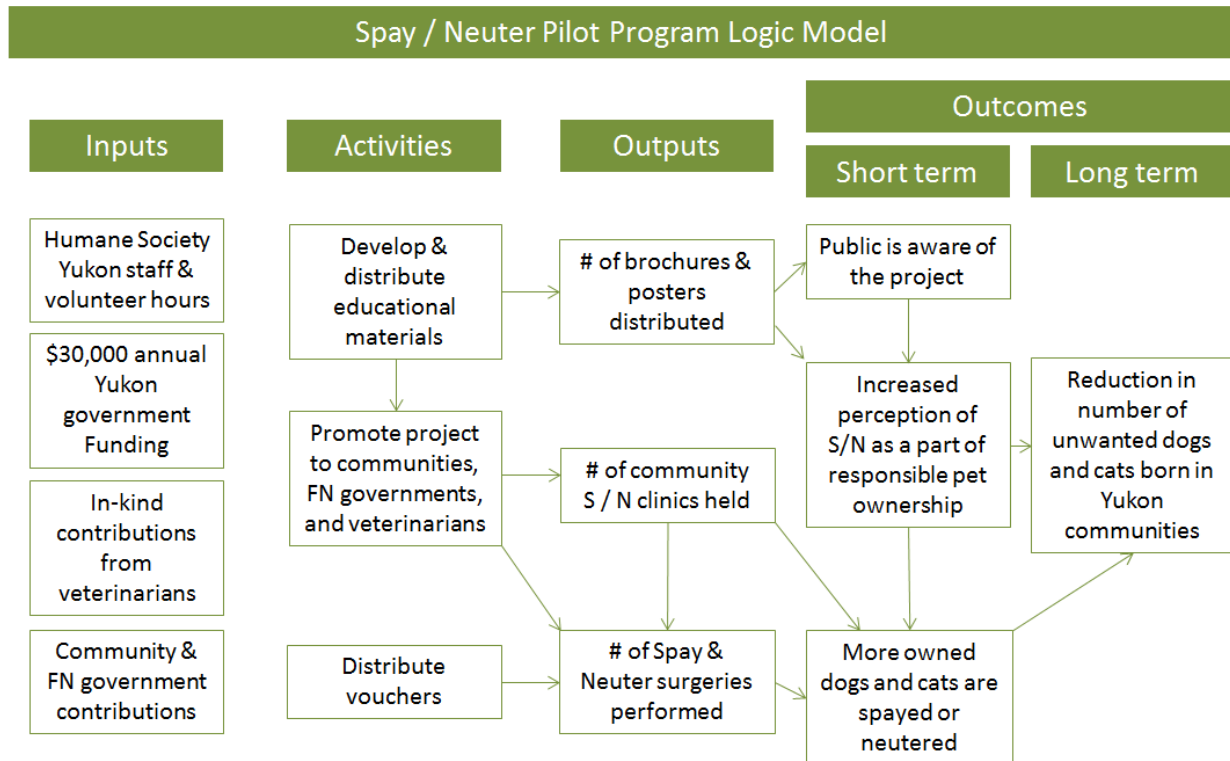 Spay / Neuter Pilot Program Logic Model
Outcomes
Inputs
Activities
Outputs
Short term
Long term
Humane Society
Yukon staff &
volunteer hours
$30,000 annual
Yukon
government
Funding
In-kind
contributions
from
veterinarians
Community &
FN government
contributions
Develop &
distribute
educational
materials
Promote project
to communities,
FN governments,
and veterinarians
Distribute
vouchers
# of brochures &
posters
distributed
# of community
S / N clinics held
# of Spay &
Neuter surgeries
performed
Public is aware of
the project
Increased
perception of
S/N as a part of
responsible pet
ownership
More owned
dogs and cats are
spayed or
neutered
Reduction in
number of
unwanted dogs
and cats born in
Yukon
communities